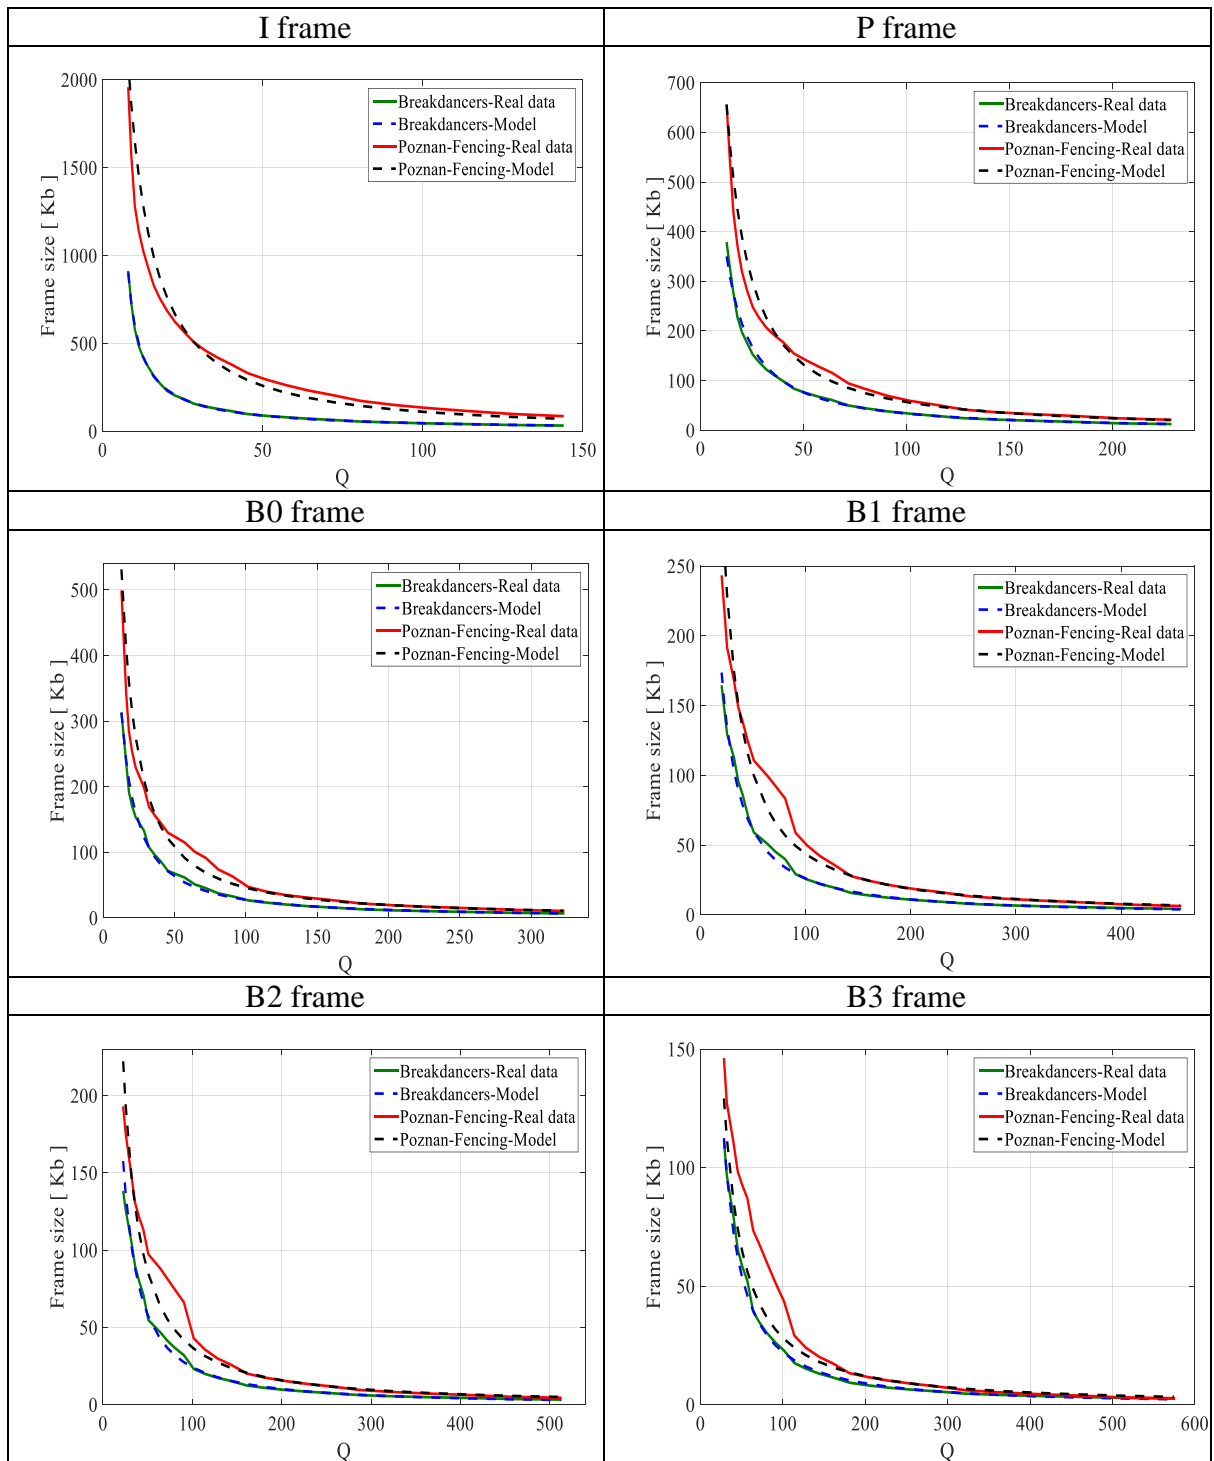 I frame
P frame
2000
1500
1000
500
0
Frame size [ Kb ]
0
50
100
150
Q
Breakdancers-Real data
Breakdancers-Model
Poznan-Fencing-Real data
Poznan-Fencing-Model
700
600
500
400
300
200
100
0
Frame size [ Kb ]
0
50
100
150
200
Q
Breakdancers-Real data
Breakdancers-Model
Poznan-Fencing-Real data
Poznan-Fencing-Model
B0 frame
B1 frame
500
400
300
200
100
0
Frame size [ Kb ]
0
50
100
150
200
250
300
Q
Breakdancers-Real data
Breakdancers-Model
Poznan-Fencing-Real data
Poznan-Fencing-Model
250
200
150
100
50
0
Frame size [ Kb ]
0
100
200
300
400
Q
Breakdancers-Real data
Breakdancers-Model
Poznan-Fencing-Real data
Poznan-Fencing-Model
B2 frame
B3 frame
200
150
100
50
0
Frame size [ Kb ]
0
100
200
300
400
500
Q
Breakdancers-Real data
Breakdancers-Model
Poznan-Fencing-Real data
Poznan-Fencing-Model
150
100
50
0
Frame size [ Kb ]
0
100
200
300
400
500
600
Q
Breakdancers-Real data
Breakdancers-Model
Poznan-Fencing-Real data
Poznan-Fencing-Model